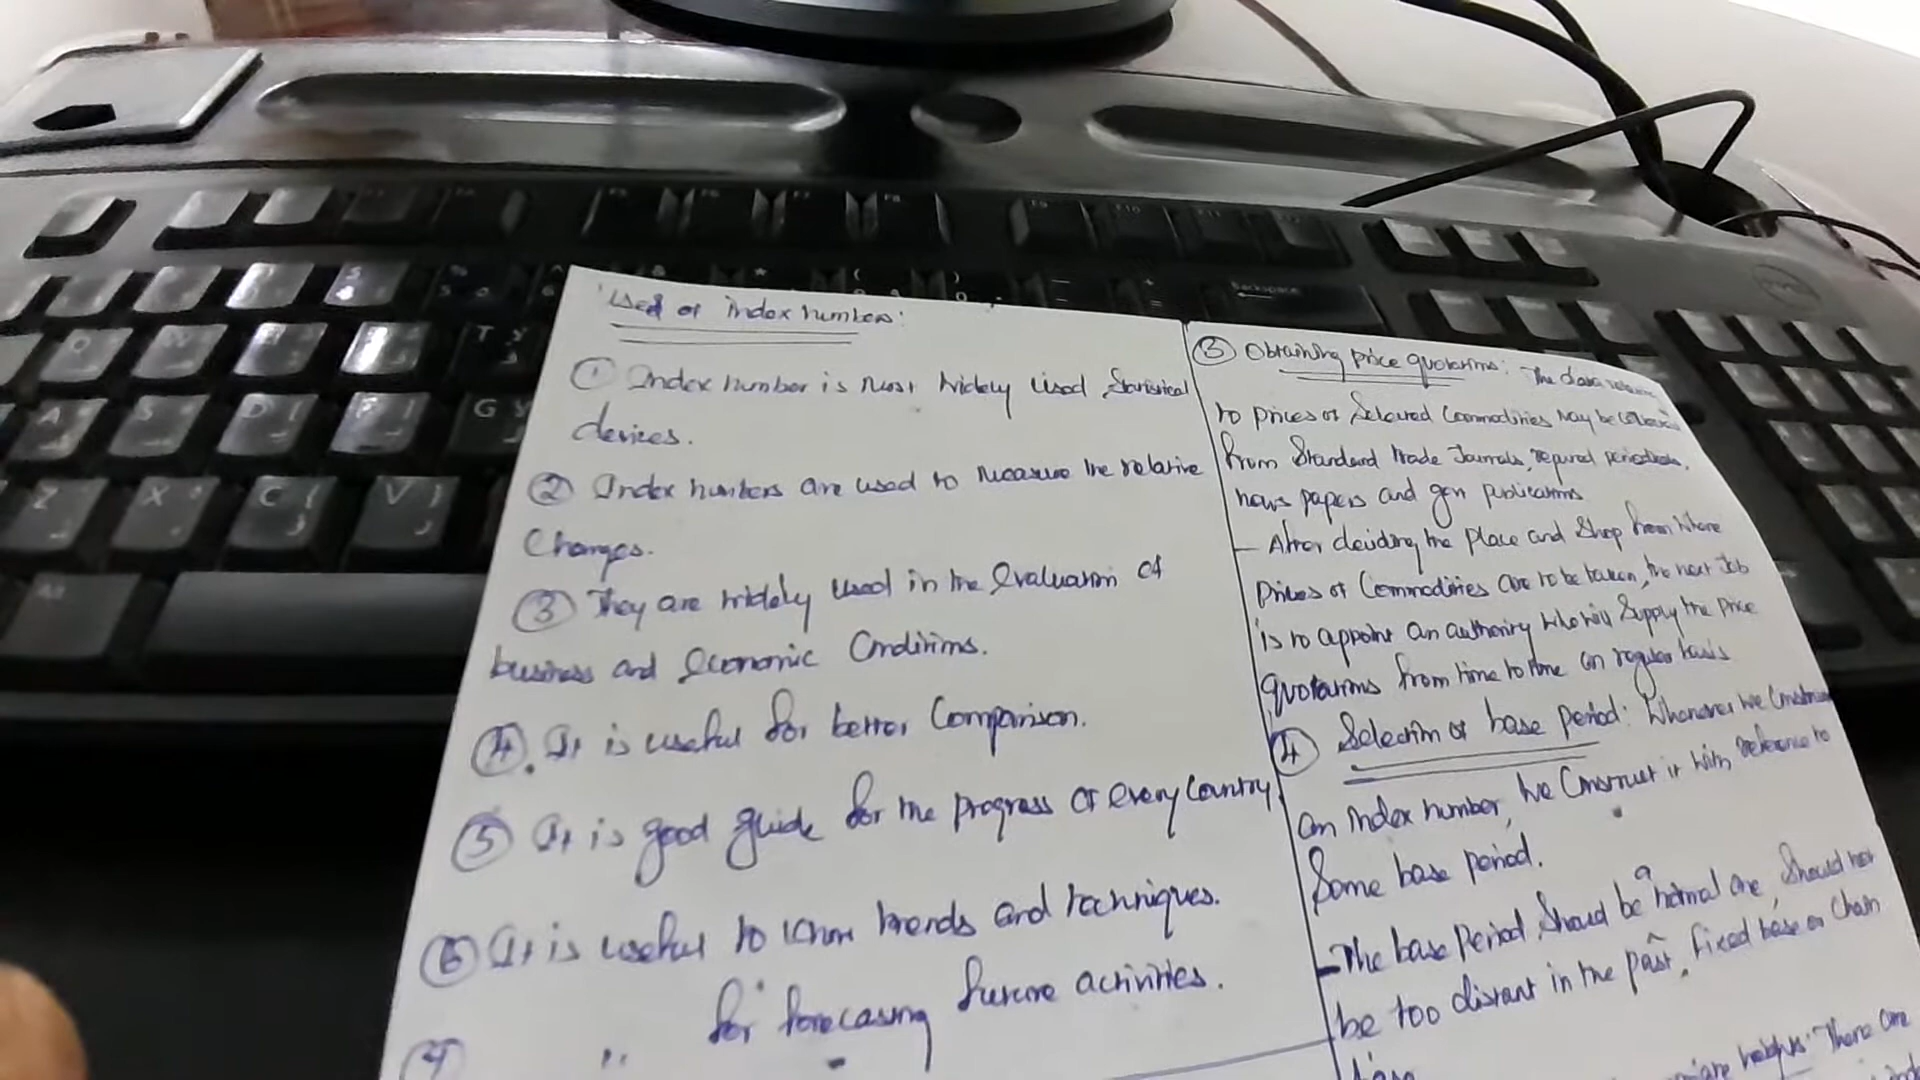 Uses of index number:
① Index number is most widely used statistical
devices.
② Index numbers are used to measure the relative
Changes.
③ They are widely used in the evaluation of
business and Economic Conditions.
④. It is useful for better Comparison.
⑤ It is good guide for the progress of every Country
⑥ It is useful to know trends and techniques.
⑦ " for forecasting future activities.
③ Obtaining price quotations: The data
to prices of Selected Commodities may be
from Standard trade Journals, reputed periodicals,
news papers and gov publications
- After deciding the place and shop from where
prices of Commodities are to be taken, the next Job
is to appoint an authority who will supply the price
quotations from time to time on regular basis
④ Selection of base period: Whenever we Construct
an index number, we Construct it with reference to
Some base period.
- The base period should be a normal one, should not
be too distant in the past, fixed base or Chain
base
There are
Backspace
T
A
S
D
F
G
Z
X
C
V